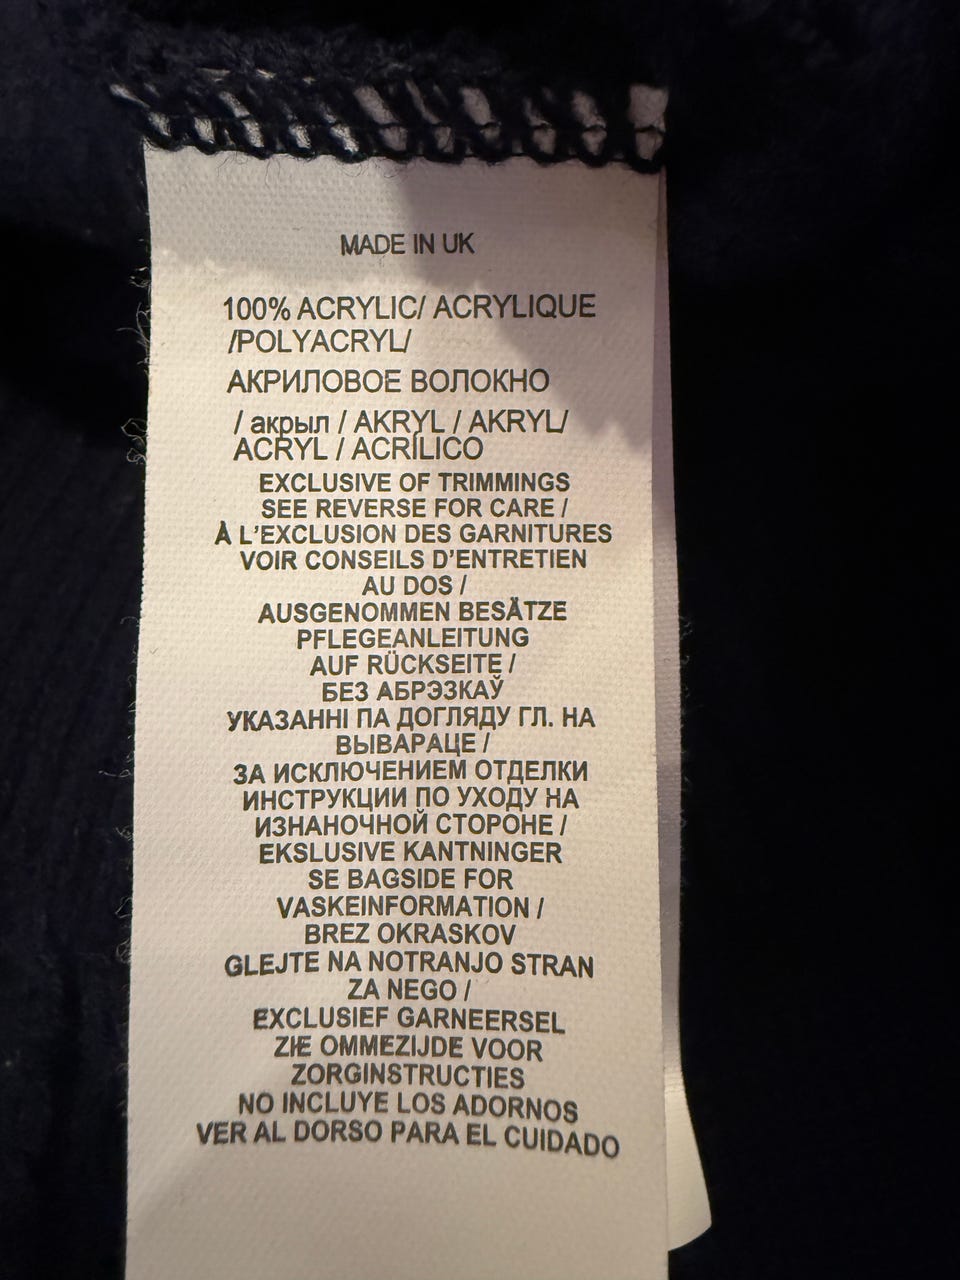 MADE IN UK
100% ACRYLIC/ ACRYLIQUE
/POLYACRYL/
АКРИЛОВОЕ ВОЛОКНО
/ акрыл / AKRYL / AKRYL/
ACRYL / ACRÍLICO
EXCLUSIVE OF TRIMMINGS
SEE REVERSE FOR CARE /
À L'EXCLUSION DES GARNITURES
VOIR CONSEILS D'ENTRETIEN
AU DOS /
AUSGENOMMEN BESÄTZE
PFLEGEANLEITUNG
AUF RÜCKSEITE /
БЕЗ АБРЭЗКАЎ
УКАЗАННІ ПА ДОГЛЯДУ ГЛ. НА
ВЫВАРАЦЕ /
ЗА ИСКЛЮЧЕНИЕМ ОТДЕЛКИ
ИНСТРУКЦИИ ПО УХОДУ НА
ИЗНАНОЧНОЙ СТОРОНЕ /
EKSLUSIVE KANTNINGER
SE BAGSIDE FOR
VASKEINFORMATION /
BREZ OKRASKOV
GLEJTE NA NOTRANJO STRAN
ZA NEGO /
EXCLUSIEF GARNEERSEL
ZIE OMMEZIJDE VOOR
ZORGINSTRUCTIES
NO INCLUYE LOS ADORNOS
VER AL DORSO PARA EL CUIDADO